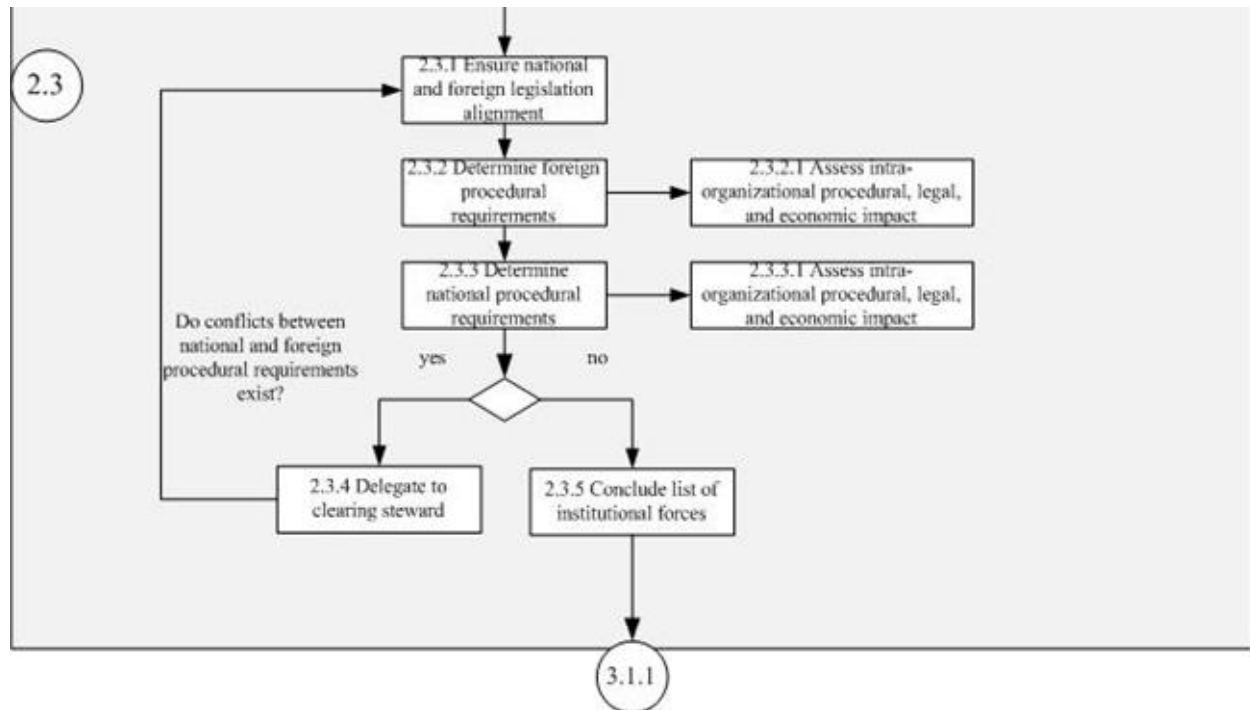 2.3
2.3.1 Ensure national
and foreign legislation
alignment
2.3.2 Determine foreign
procedural
requirements
2.3.2.1 Assess intra-
organizational procedural, legal,
and economic impact
2.3.3 Determine
national procedural
requirements
2.3.3.1 Assess intra-
organizational procedural, legal,
and economic impact
Do conflicts between
national and foreign
procedural requirements
exist?
yes
no
2.3.4 Delegate to
clearing steward
2.3.5 Conclude list of
institutional forces
3.1.1